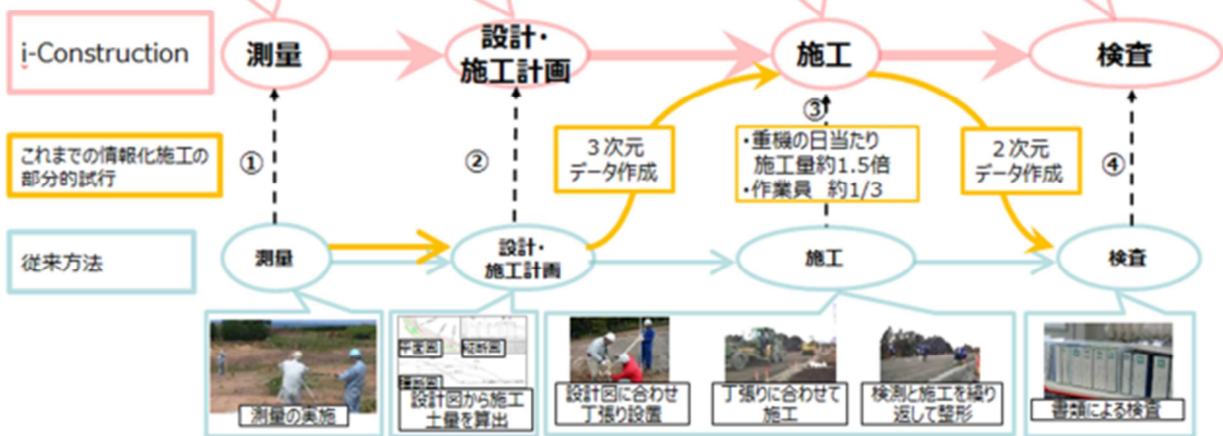 i-Construction
測量
設計・
施工計画
施工
検査
これまでの情報化施工の
部分的試行
①
②
3次元
データ作成
③
・重機の日当たり
施工量約1.5倍
・作業員 約1/3
2次元
データ作成
④
従来方法
測量
設計・
施工計画
施工
検査
測量の実施
平面図
縦断図
横断図
設計図から施工
土量を算出
設計図に合わせ
丁張り設置
丁張りに合わせて
施工
検測と施工を繰り
返して整形
書類による検査